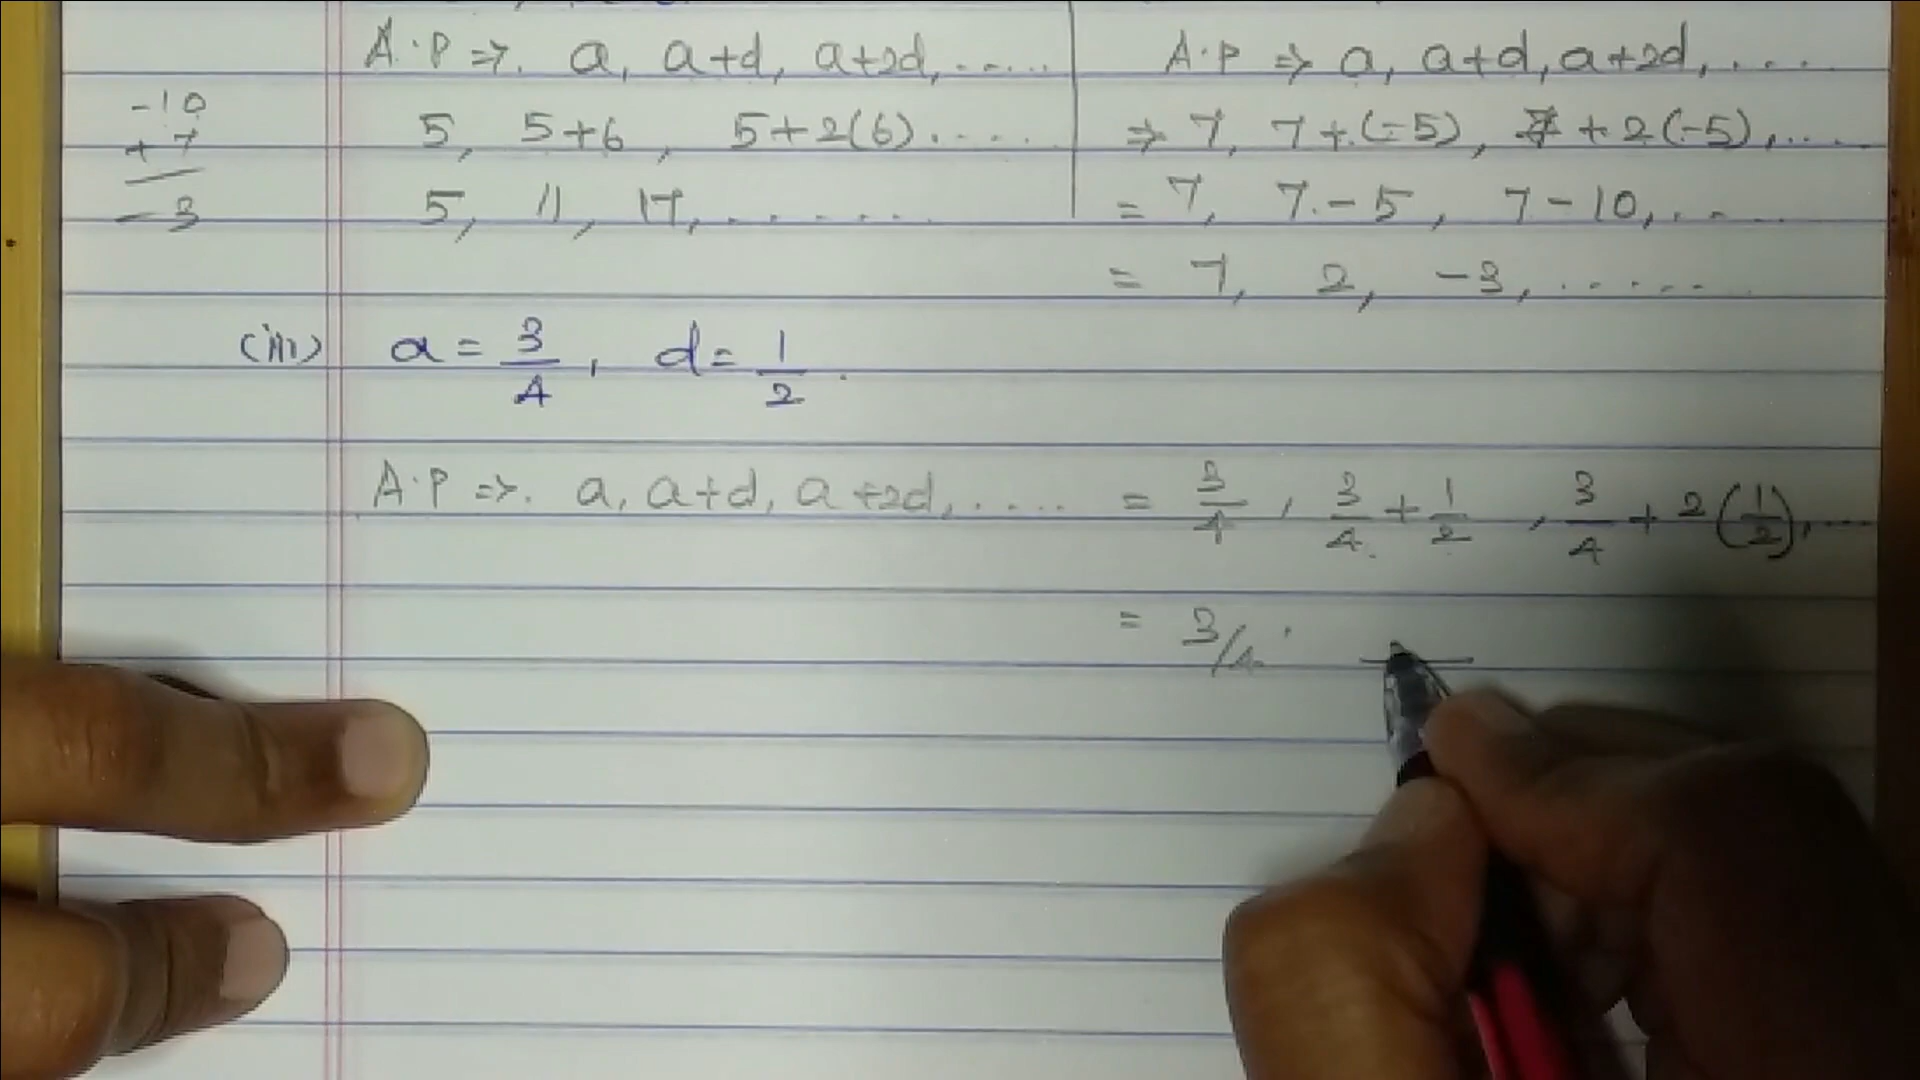 A.P ⇒. a, a+d, a+2d, .....
5, 5+6, 5+2(6).....
5, 11, 17, .......
A.P ⇒ a, a+d, a+2d, ....
⇒ 7, 7+(-5), 7+2(-5), ....
= 7, 7-5, 7-10, ....
= 7, 2, -3, ......
-10
+ 7
-3
(iii) a = 3/4, d = 1/2.
A.P ⇒. a, a+d, a+2d, ..... = 3/4, 3/4 + 1/2, 3/4 + 2(1/2), ...
= 3/4,